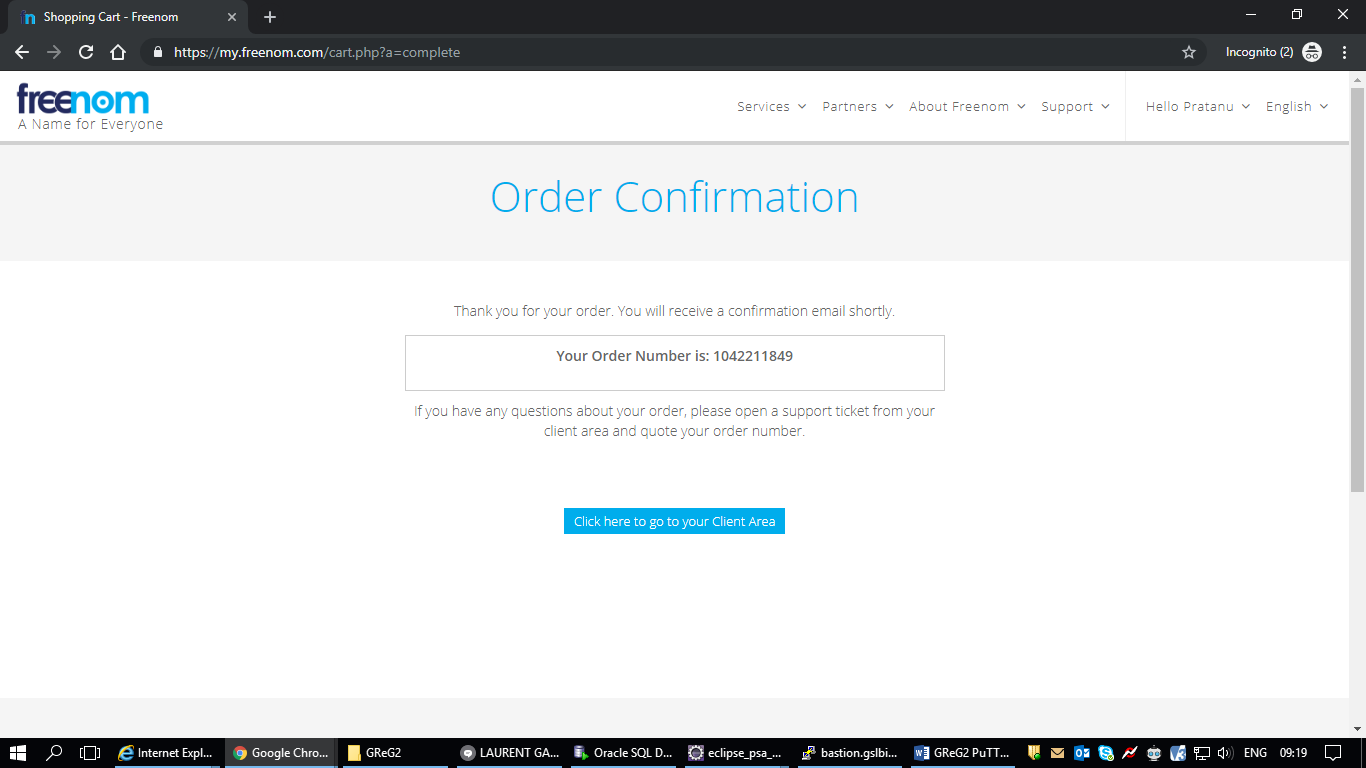 Shopping Cart - Freenom
https://my.freenom.com/cart.php?a=complete
Incognito (2)
freenom
A Name for Everyone
Services Partners About Freenom Support Hello Pratanu English
Order Confirmation
Thank you for your order. You will receive a confirmation email shortly.
Your Order Number is: 1042211849
If you have any questions about your order, please open a support ticket from your
client area and quote your order number.
Click here to go to your Client Area
Internet Expl... Google Chro... GReG2 LAURENT GA... Oracle SQL D... eclipse_psa_... bastion.gslbi... GReG2 PuTT... ENG 09:19